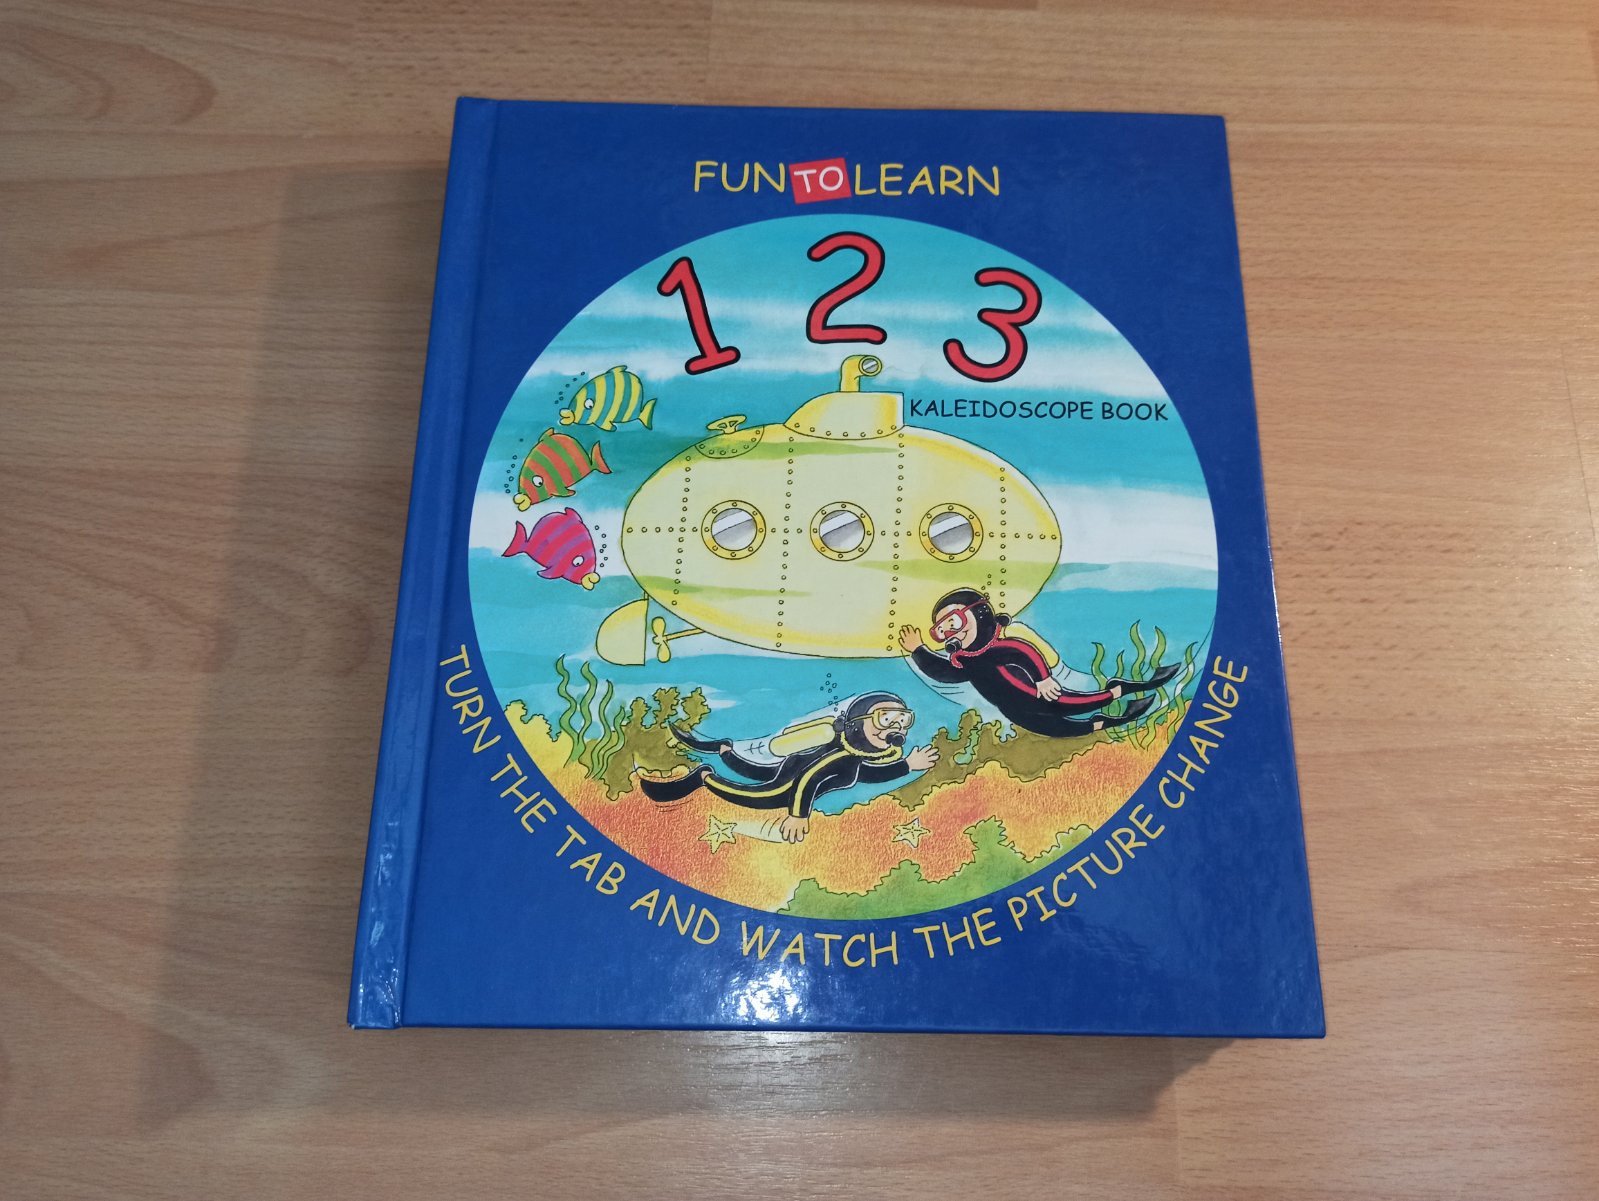 FUN TO LEARN
1 2 3
KALEIDOSCOPE BOOK
TURN THE TAB AND WATCH THE PICTURE CHANGE